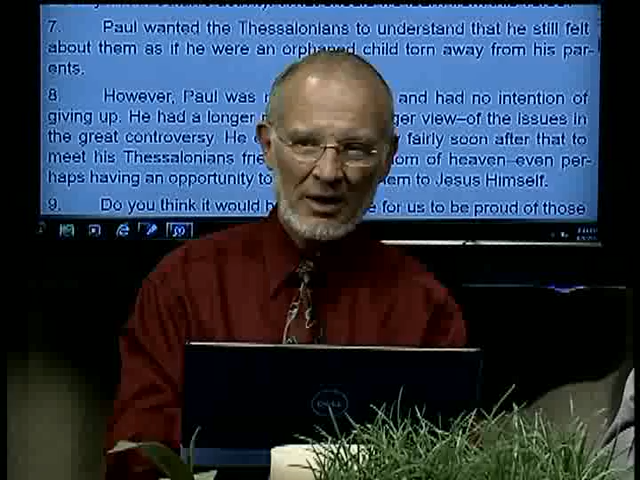 7. Paul wanted the Thessalonians to understand that he still felt
about them as if he were an orphaned child torn away from his par-
ents.
8. However, Paul was and had no intention of
giving up. He had a longer view–of the issues in
the great controversy. He fairly soon after that to
meet his Thessalonians of heaven–even per-
haps having an opportunity to to Jesus Himself.
9. Do you think it would for us to be proud of those
DELL